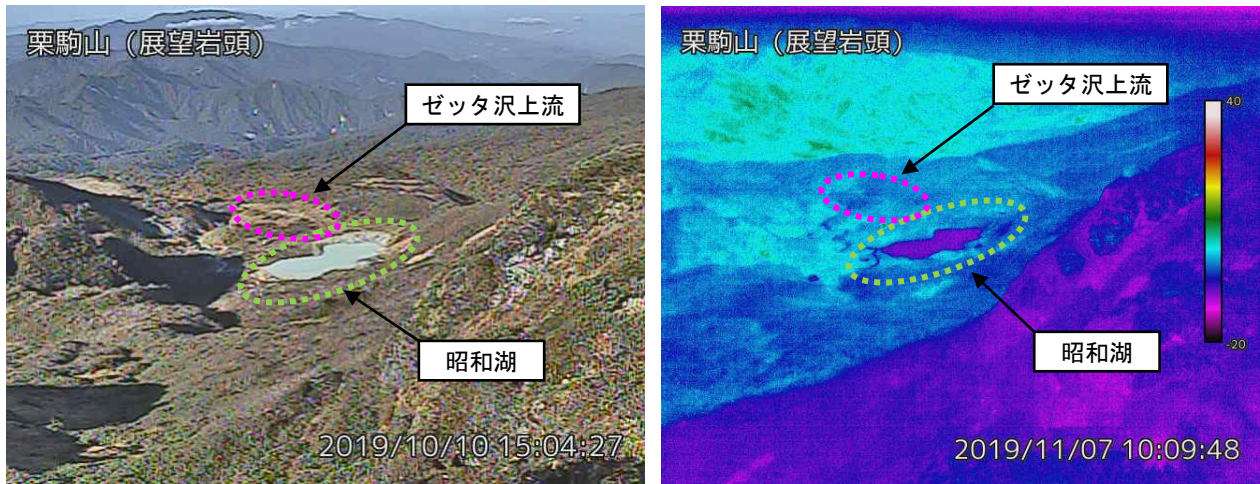 栗駒山（展望岩頭）
ゼッタ沢上流
昭和湖
2019/10/10 15:04:27
栗駒山（展望岩頭）
ゼッタ沢上流
40
-20
昭和湖
2019/11/07 10:09:48